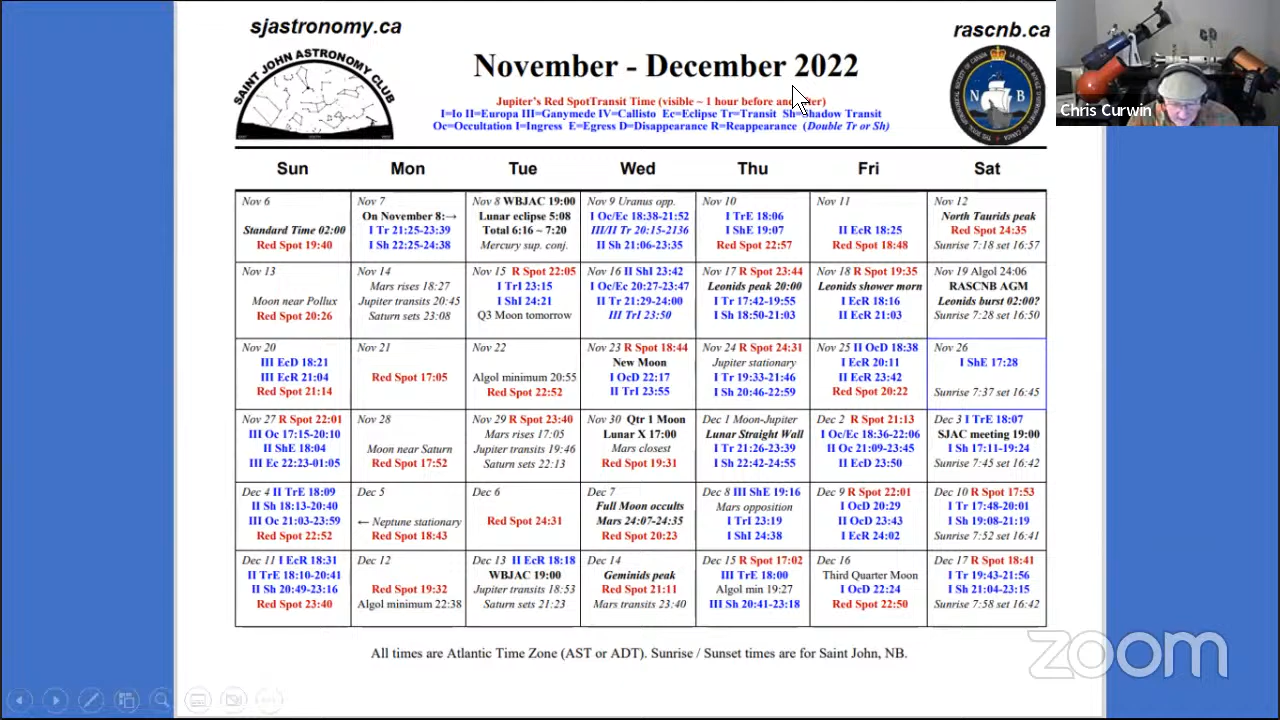 sjastronomy.ca
rascnb.ca
SAINT JOHN ASTRONOMY CLUB
N B
Chris Curwin
November - December 2022
Jupiter's Red SpotTransit Time (visible ~ 1 hour before and after)
I=Io II=Europa III=Ganymede IV=Callisto Ec=Eclipse Tr=Transit Sh=Shadow Transit
Oc=Occultation I=Ingress E=Egress D=Disappearance R=Reappearance (Double Tr or Sh)
Sun Mon Tue Wed Thu Fri Sat
Nov 6
Standard Time 02:00
Red Spot 19:40
Nov 7
On November 8:→
I Tr 21:25-23:39
I Sh 22:25-24:38
Nov 8 WBJAC 19:00
Lunar eclipse 5:08
Total 6:16 ~ 7:20
Mercury sup. conj.
Nov 9 Uranus opp.
I Oc/Ec 18:38-21:52
III/II Tr 20:15-2136
II Sh 21:06-23:35
Nov 10
I TrE 18:06
I ShE 19:07
Red Spot 22:57
Nov 11
II EcR 18:25
Red Spot 18:48
Nov 12
North Taurids peak
Red Spot 24:35
Sunrise 7:18 set 16:57
Nov 13
Moon near Pollux
Red Spot 20:26
Nov 14
Mars rises 18:27
Jupiter transits 20:45
Saturn sets 23:08
Nov 15 R Spot 22:05
I TrI 23:15
I ShI 24:21
Q3 Moon tomorrow
Nov 16 II ShI 23:42
I Oc/Ec 20:27-23:47
II Tr 21:29-24:00
III TrI 23:50
Nov 17 R Spot 23:44
Leonids peak 20:00
I Tr 17:42-19:55
I Sh 18:50-21:03
Nov 18 R Spot 19:35
Leonids shower morn
I EcR 18:16
II EcR 21:03
Nov 19 Algol 24:06
RASCNB AGM
Leonids burst 02:00?
Sunrise 7:28 set 16:50
Nov 20
III EcD 18:21
III EcR 21:04
Red Spot 21:14
Nov 21
Red Spot 17:05
Nov 22
Algol minimum 20:55
Red Spot 22:52
Nov 23 R Spot 18:44
New Moon
I OcD 22:17
II TrI 23:55
Nov 24 R Spot 24:31
Jupiter stationary
I Tr 19:33-21:46
I Sh 20:46-22:59
Nov 25 II OcD 18:38
I EcR 20:11
II EcR 23:42
Red Spot 20:22
Nov 26
I ShE 17:28
Sunrise 7:37 set 16:45
Nov 27 R Spot 22:01
III Oc 17:15-20:10
II ShE 18:04
III Ec 22:23-01:05
Nov 28
Moon near Saturn
Red Spot 17:52
Nov 29 R Spot 23:40
Mars rises 17:05
Jupiter transits 19:46
Saturn sets 22:13
Nov 30 Qtr 1 Moon
Lunar X 17:00
Mars closest
Red Spot 19:31
Dec 1 Moon-Jupiter
Lunar Straight Wall
I Tr 21:26-23:39
I Sh 22:42-24:55
Dec 2 R Spot 21:13
I Oc/Ec 18:36-22:06
II Oc 21:09-23:45
II EcD 23:50
Dec 3 I TrE 18:07
SJAC meeting 19:00
I Sh 17:11-19:24
Sunrise 7:45 set 16:42
Dec 4 II TrE 18:09
II Sh 18:13-20:40
III Oc 21:03-23:59
Red Spot 22:52
Dec 5
← Neptune stationary
Red Spot 18:43
Dec 6
Red Spot 24:31
Dec 7
Full Moon occults
Mars 24:07-24:35
Red Spot 20:23
Dec 8 III ShE 19:16
Mars opposition
I TrI 23:19
I ShI 24:38
Dec 9 R Spot 22:01
I OcD 20:29
II OcD 23:43
I EcR 24:02
Dec 10 R Spot 17:53
I Tr 17:48-20:01
I Sh 19:08-21:19
Sunrise 7:52 set 16:41
Dec 11 I EcR 18:31
II TrE 18:10-20:41
II Sh 20:49-23:16
Red Spot 23:40
Dec 12
Red Spot 19:32
Algol minimum 22:38
Dec 13 II EcR 18:18
WBJAC 19:00
Jupiter transits 18:53
Saturn sets 21:23
Dec 14
Geminids peak
Red Spot 21:11
Mars transits 23:40
Dec 15 R Spot 17:02
III TrE 18:00
Algol min 19:27
III Sh 20:41-23:18
Dec 16
Third Quarter Moon
I OcD 22:24
Red Spot 22:50
Dec 17 R Spot 18:41
I Tr 19:43-21:56
I Sh 21:04-23:15
Sunrise 7:58 set 16:42
All times are Atlantic Time Zone (AST or ADT). Sunrise / Sunset times are for Saint John, NB.
zoom